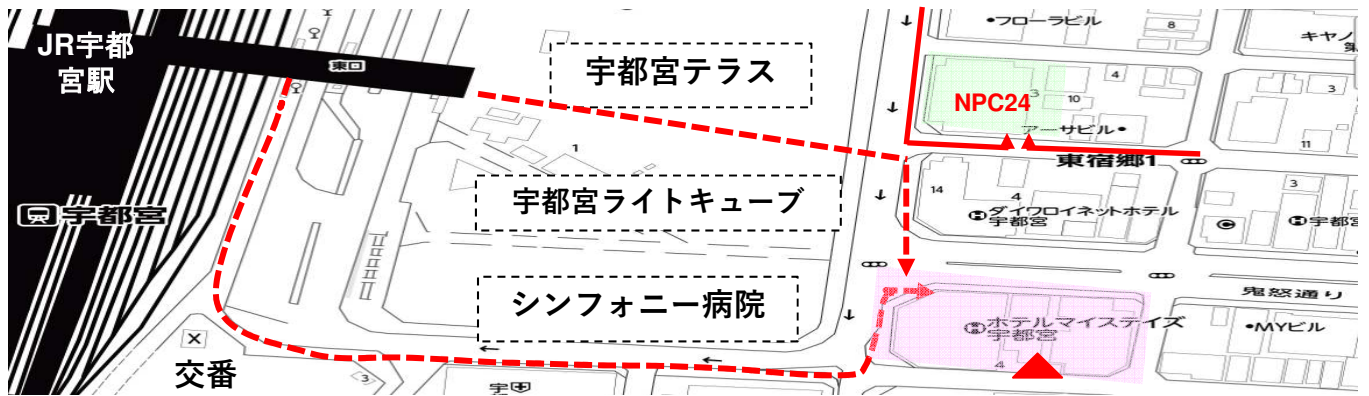 JR宇都
宮駅
東口
宇都宮テラス
•フローラビル
8
キヤノ
NPC24
4
3
10
アーサビル•
3
11
東宿郷1
1
宇都宮ライトキューブ
14
4
ダイワロイネットホテル
宇都宮
3
宇都宮
宇都宮
シンフォニー病院
鬼怒通り
ホテルマイステイズ
宇都宮
4
•MYビル
交番
3
宇